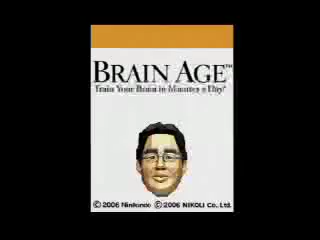 BRAIN AGE™
Train Your Brain in Minutes a Day!
©2006 Nintendo ©2006 NIKOLI Co., Ltd.